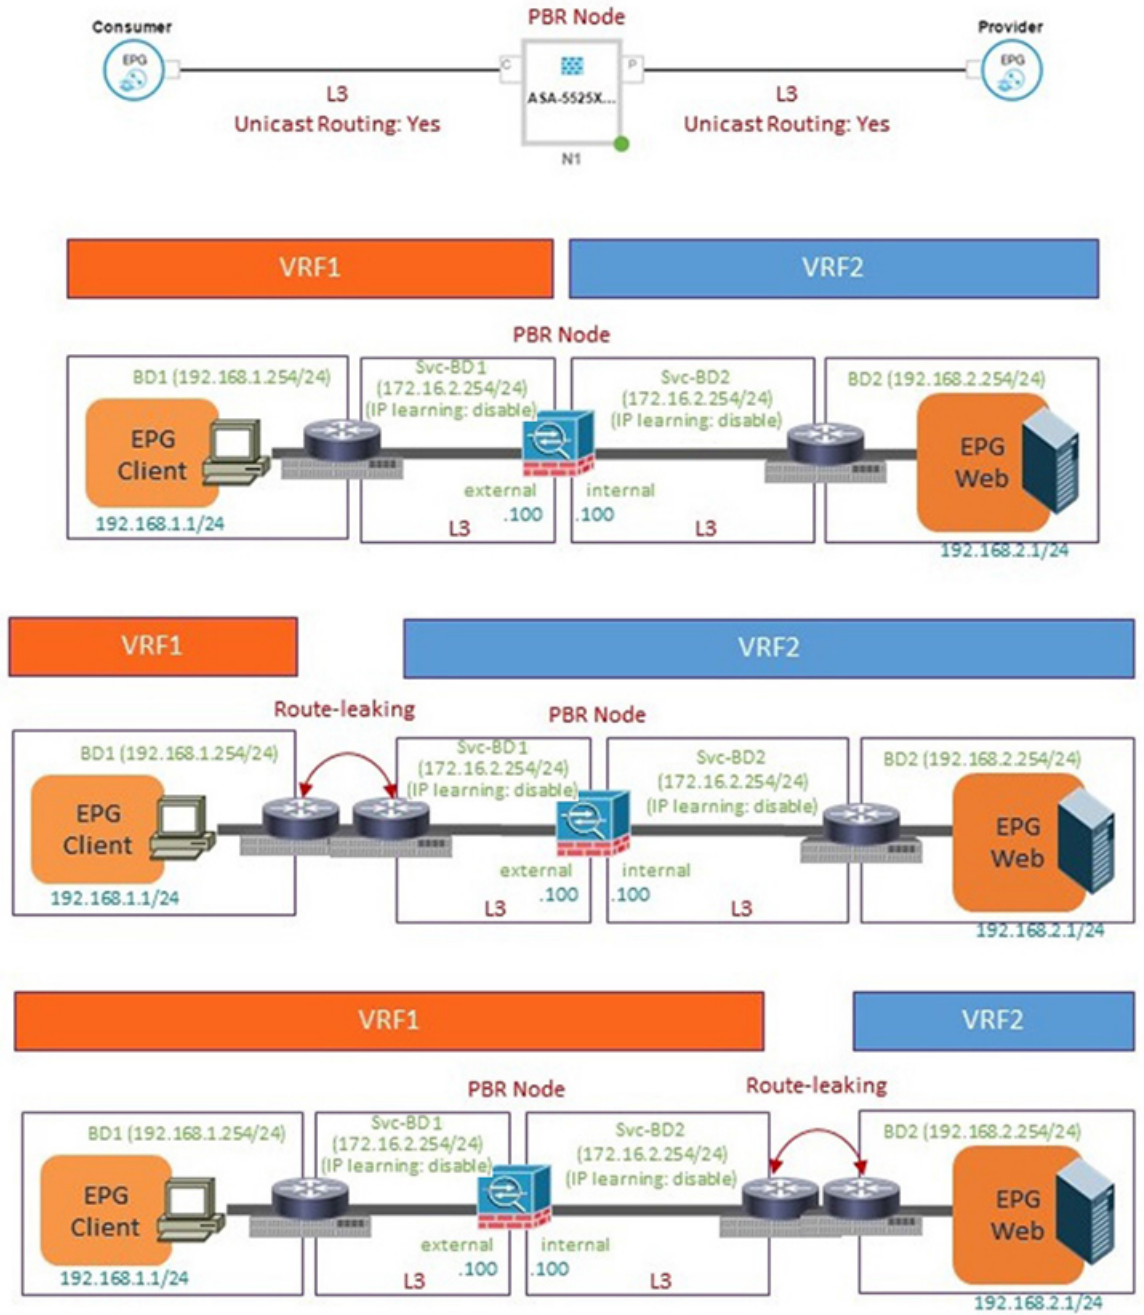 PBR Node
Consumer
Provider
EPG
EPG
C
P
ASA-5525X...
L3
L3
Unicast Routing: Yes
Unicast Routing: Yes
N1
VRF1
VRF2
PBR Node
BD1 (192.168.1.254/24)
Svc-BD1
(172.16.2.254/24)
(IP learning: disable)
Svc-BD2
(172.16.2.254/24)
(IP learning: disable)
BD2 (192.168.2.254/24)
EPG
Client
EPG
Web
external
internal
.100
.100
L3
L3
192.168.1.1/24
192.168.2.1/24
VRF1
VRF2
Route-leaking
PBR Node
BD1 (192.168.1.254/24)
Svc-BD1
(172.16.2.254/24)
(IP learning: disable)
Svc-BD2
(172.16.2.254/24)
(IP learning: disable)
BD2 (192.168.2.254/24)
EPG
Client
EPG
Web
external
internal
.100
.100
L3
L3
192.168.1.1/24
192.168.2.1/24
VRF1
VRF2
PBR Node
Route-leaking
BD1 (192.168.1.254/24)
Svc-BD1
(172.16.2.254/24)
(IP learning: disable)
Svc-BD2
(172.16.2.254/24)
(IP learning: disable)
BD2 (192.168.2.254/24)
EPG
Client
EPG
Web
external
internal
.100
.100
L3
L3
192.168.1.1/24
192.168.2.1/24